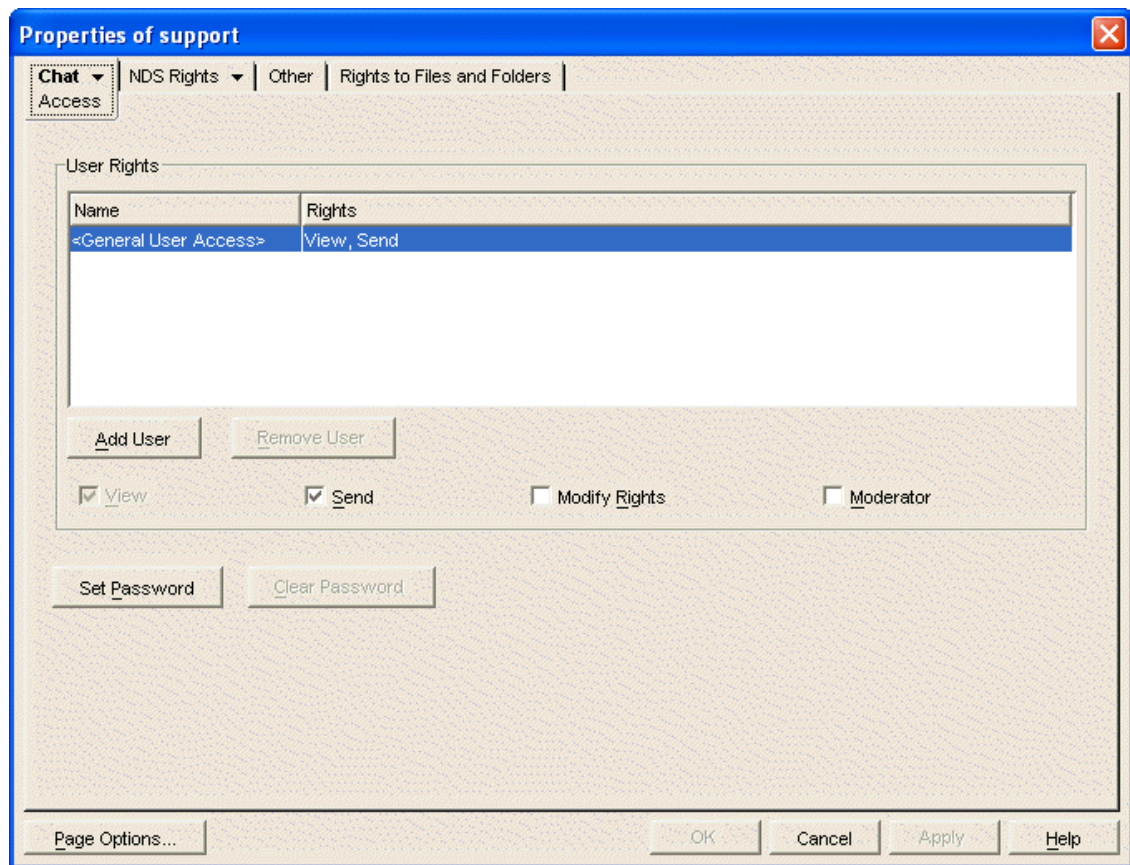 Properties of support
Chat NDS Rights Other Rights to Files and Folders
Access
User Rights
Name Rights
<General User Access> View, Send
Add User Remove User
View Send Modify Rights Moderator
Set Password Clear Password
Page Options... OK Cancel Apply Help